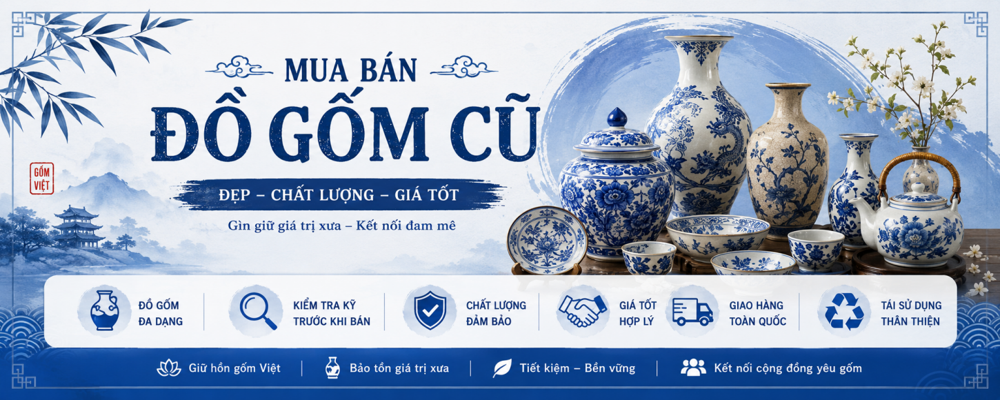 MUA BÁN
ĐỒ GỐM CŨ
ĐẸP – CHẤT LƯỢNG – GIÁ TỐT
Gìn giữ giá trị xưa – Kết nối đam mê
GỐM
VIỆT
ĐỒ GỐM
ĐA DẠNG
KIỂM TRA KỸ
TRƯỚC KHI BÁN
CHẤT LƯỢNG
ĐẢM BẢO
GIÁ TỐT
HỢP LÝ
GIAO HÀNG
TOÀN QUỐC
TÁI SỬ DỤNG
THÂN THIỆN
Giữ hồn gốm Việt
Bảo tồn giá trị xưa
Tiết kiệm – Bền vững
Kết nối cộng đồng yêu gốm